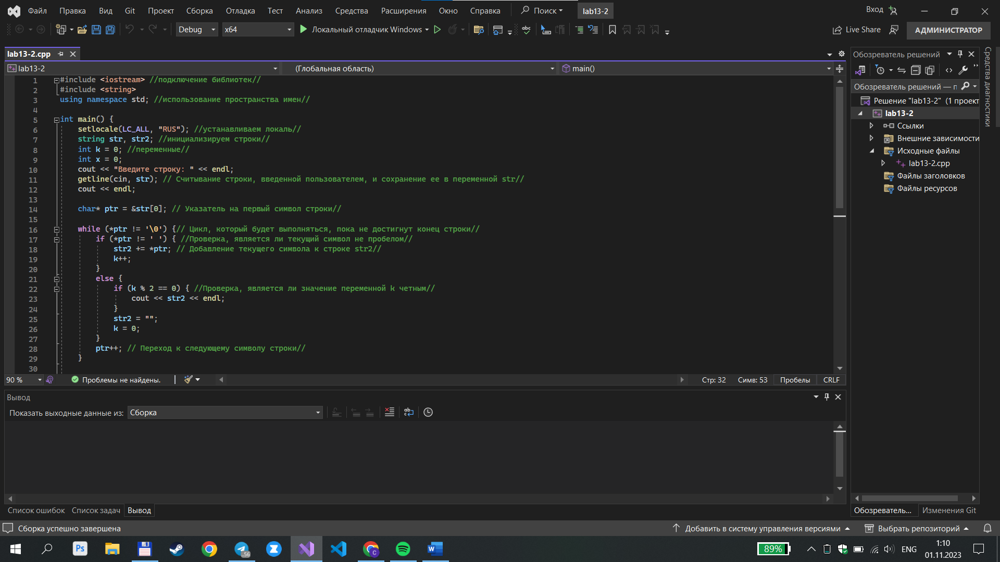 Файл Правка Вид Git Проект Сборка Отладка Тест Анализ Средства Расширения Окно Справка Поиск lab13-2 Вход
Debug x64 Локальный отладчик Windows Live Share АДМИНИСТРАТОР
lab13-2.cpp
lab13-2 (Глобальная область) main()
1 #include <iostream> //подключение библиотек//
2 #include <string>
3 using namespace std; //использование пространства имен//
4
5 int main() {
6 setlocale(LC_ALL, "RUS"); //устанавливаем локаль//
7 string str, str2; //инициализируем строки//
8 int k = 0; //переменные//
9 int x = 0;
10 cout << "Введите строку: " << endl;
11 getline(cin, str); // Считывание строки, введенной пользователем, и сохранение ее в переменной str//
12 cout << endl;
13
14 char* ptr = &str[0]; // Указатель на первый символ строки//
15
16 while (*ptr != '\0') {// Цикл, который будет выполняться, пока не достигнут конец строки//
17 if (*ptr != ' ') { //Проверка, является ли текущий символ не пробелом//
18 str2 += *ptr; // Добавление текущего символа к строке str2//
19 k++;
20 }
21 else {
22 if (k % 2 == 0) { //Проверка, является ли значение переменной k четным//
23 cout << str2 << endl;
24 }
25 str2 = "";
26 k = 0;
27 }
28 ptr++; // Переход к следующему символу строки//
29 }
30
90 % Проблемы не найдены. Стр: 32 Симв: 53 Пробелы CRLF
Вывод
Показать выходные данные из: Сборка
Список ошибок Список задач Вывод
Обозреватель решений
Обозреватель решений — п
Решение "lab13-2" (1 проект
lab13-2
Ссылки
Внешние зависимости
Исходные файлы
lab13-2.cpp
Файлы заголовков
Файлы ресурсов
Обозреватель... Изменения Git
Средства диагностики
Сборка успешно завершена Добавить в систему управления версиями Выбрать репозиторий
Ps ..56 C W 89% ENG 1:10
01.11.2023